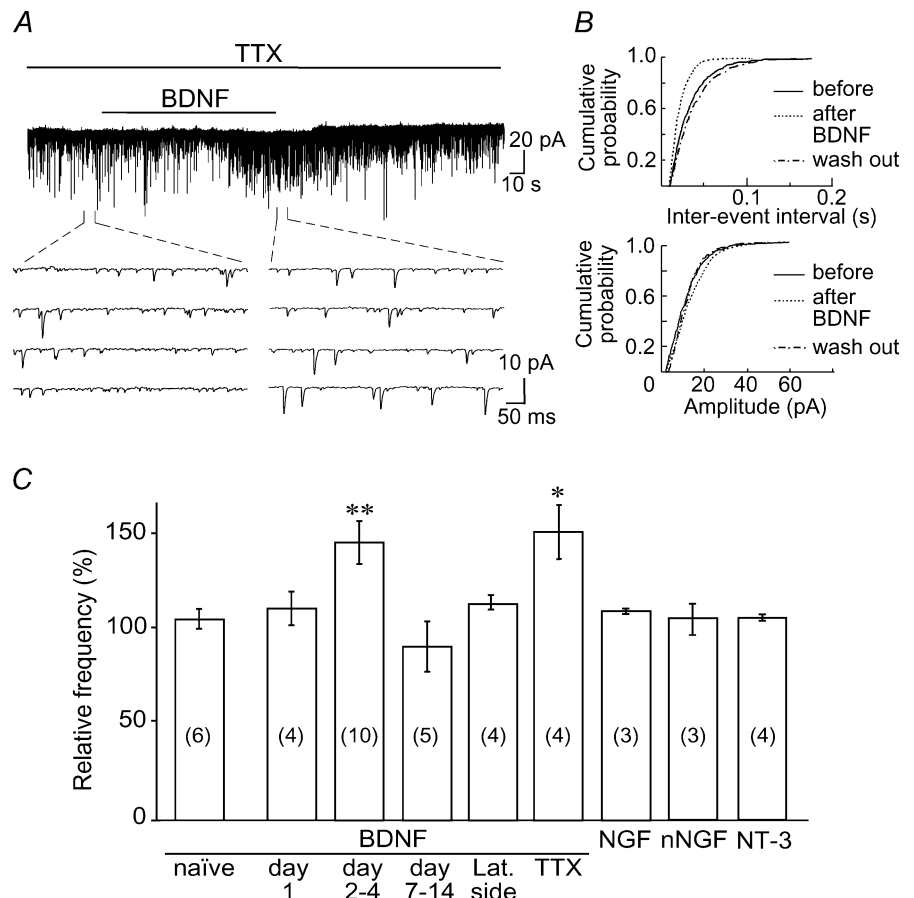 A
TTX
BDNF
20 pA
10 s
10 pA
50 ms
B
Cumulative
probability
1.0
0.6
0.2
0.1
0.2
Inter-event interval (s)
before
after
BDNF
wash out
Cumulative
probability
1.0
0.6
0.2
0
20
40
60
Amplitude (pA)
before
after
BDNF
wash out
C
Relative frequency (%)
150
100
50
0
**
*
(6)
(4)
(10)
(5)
(4)
(4)
(3)
(3)
(4)
BDNF
NGF
nNGF
NT-3
naïve
day
1
day
2-4
day
7-14
Lat.
side
TTX